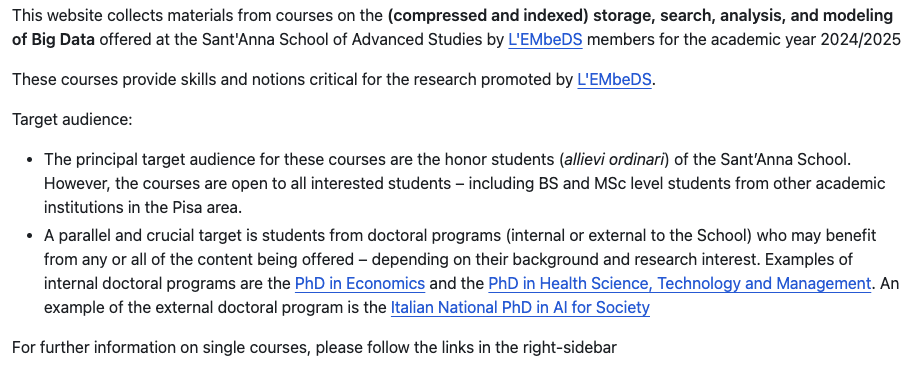 This website collects materials from courses on the (compressed and indexed) storage, search, analysis, and modeling
of Big Data offered at the Sant'Anna School of Advanced Studies by L'EMbeDS members for the academic year 2024/2025
These courses provide skills and notions critical for the research promoted by L'EMbeDS.
Target audience:
• The principal target audience for these courses are the honor students (allievi ordinari) of the Sant’Anna School.
However, the courses are open to all interested students – including BS and MSc level students from other academic
institutions in the Pisa area.
• A parallel and crucial target is students from doctoral programs (internal or external to the School) who may benefit
from any or all of the content being offered – depending on their background and research interest. Examples of
internal doctoral programs are the PhD in Economics and the PhD in Health Science, Technology and Management. An
example of the external doctoral program is the Italian National PhD in AI for Society
For further information on single courses, please follow the links in the right-sidebar